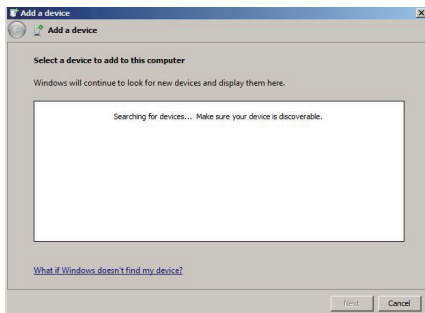 Add a device
Add a device
Select a device to add to this computer
Windows will continue to look for new devices and display them here.
Searching for devices... Make sure your device is discoverable.
What if Windows doesn't find my device?
Next Cancel